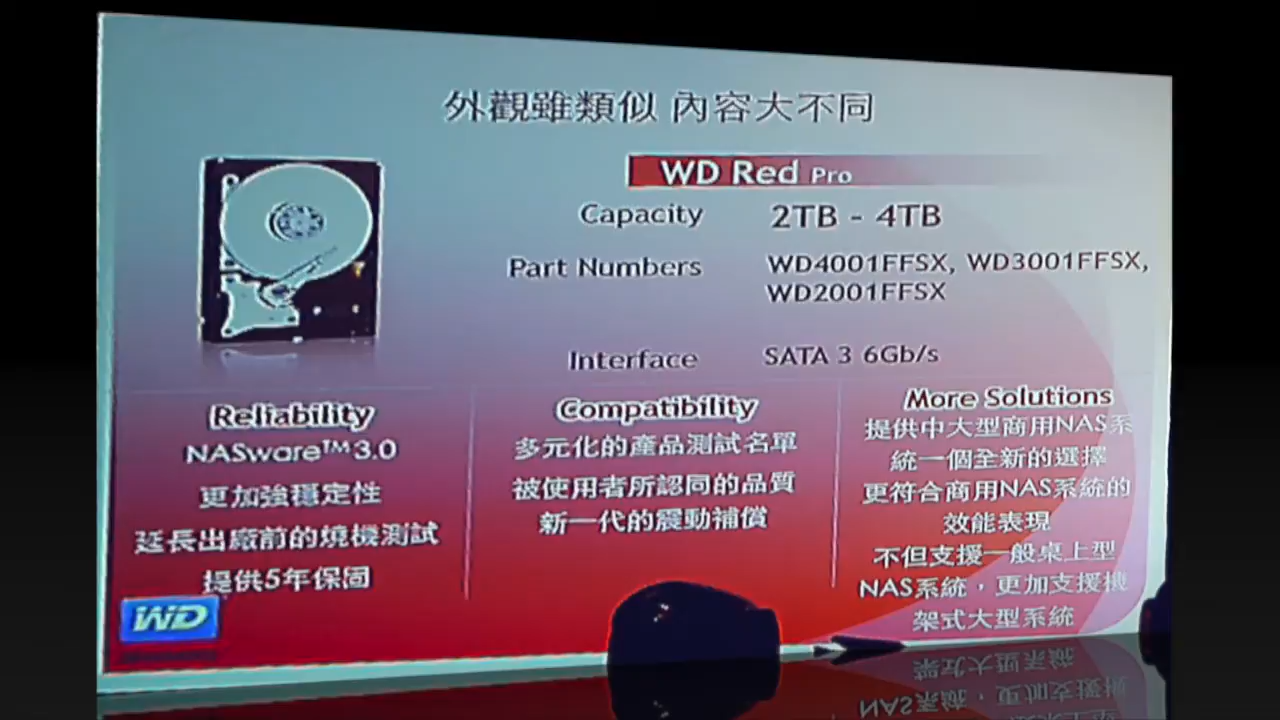 外觀雖類似 內容大不同
WD Red Pro
Capacity 2TB - 4TB
Part Numbers WD4001FFSX, WD3001FFSX,
WD2001FFSX
Interface SATA 3 6Gb/s
Reliability
NASware™3.0
更加強穩定性
延長出廠前的燒機測試
提供5年保固
WD
Compatibility
多元化的產品測試名單
被使用者所認同的品質
新一代的震動補償
More Solutions
提供中大型商用NAS系
統一個全新的選擇
更符合商用NAS系統的
效能表現
不但支援一般桌上型
NAS系統，更加支援機
架式大型系統